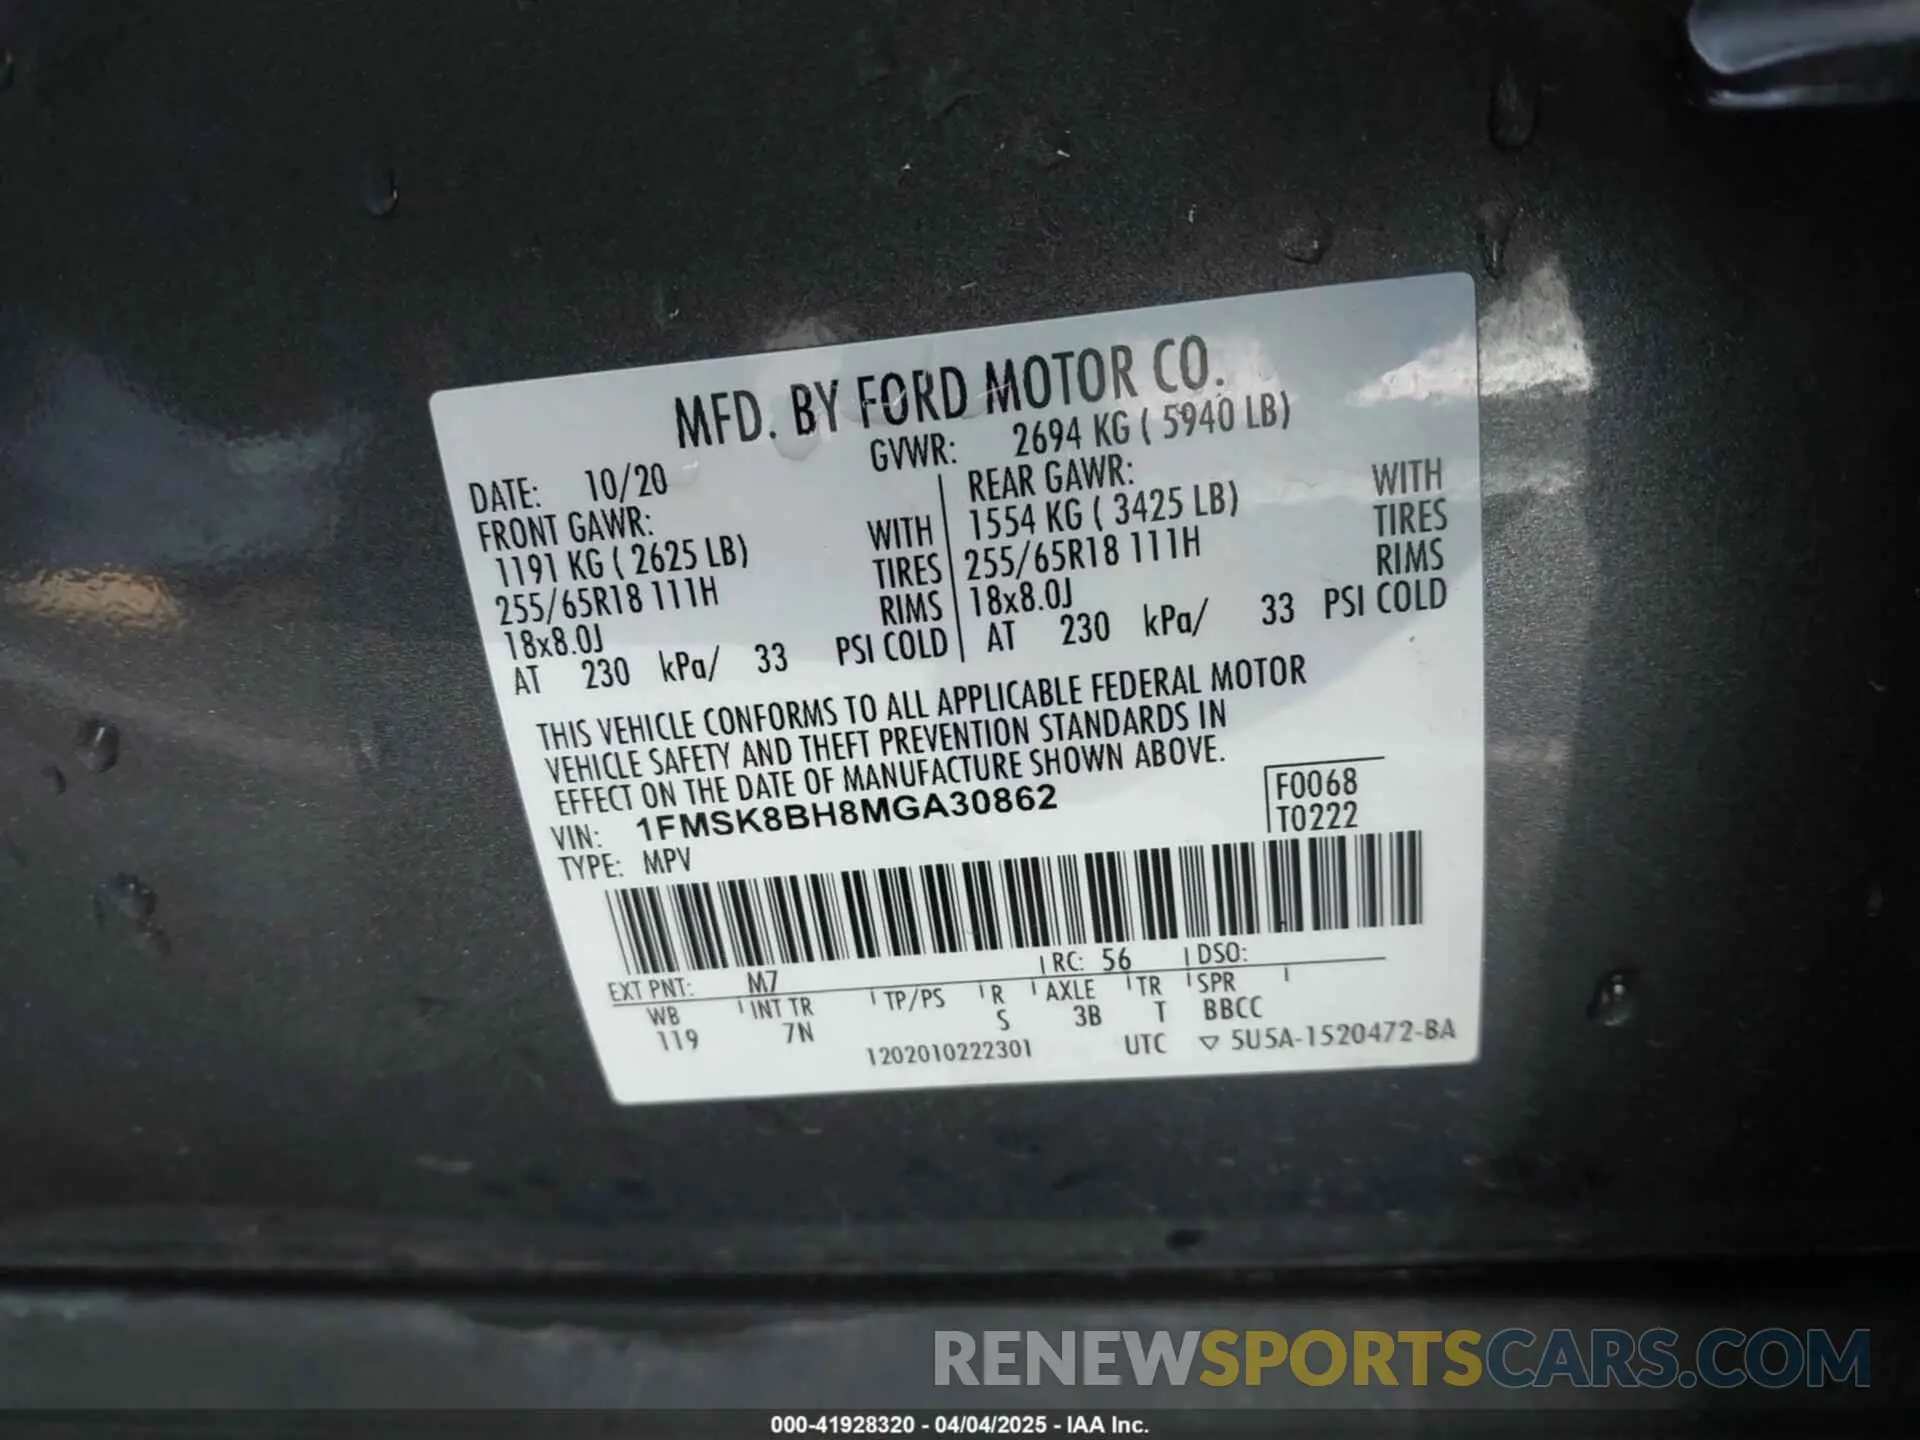 MFD. BY FORD MOTOR CO.
DATE: 10/20 GVWR: 2694 KG ( 5940 LB)
FRONT GAWR: REAR GAWR:
1191 KG ( 2625 LB) WITH 1554 KG ( 3425 LB) WITH
255/65R18 111H TIRES 255/65R18 111H TIRES
18x8.0J RIMS 18x8.0J RIMS
AT 230 kPa/ 33 PSI COLD AT 230 kPa/ 33 PSI COLD
THIS VEHICLE CONFORMS TO ALL APPLICABLE FEDERAL MOTOR
VEHICLE SAFETY AND THEFT PREVENTION STANDARDS IN
EFFECT ON THE DATE OF MANUFACTURE SHOWN ABOVE.
VIN: 1FMSK8BH8MGA30862 F0068
TYPE: MPV T0222
EXT PNT: M7 RC: 56 DSO:
WB INT TR TP/PS R AXLE TR SPR
119 7N S 3B T BBCC
1202010222301 UTC ▽ 5U5A-1520472-BA
RENEWSPORTSCARS.COM
000-41928320 - 04/04/2025 - IAA Inc.